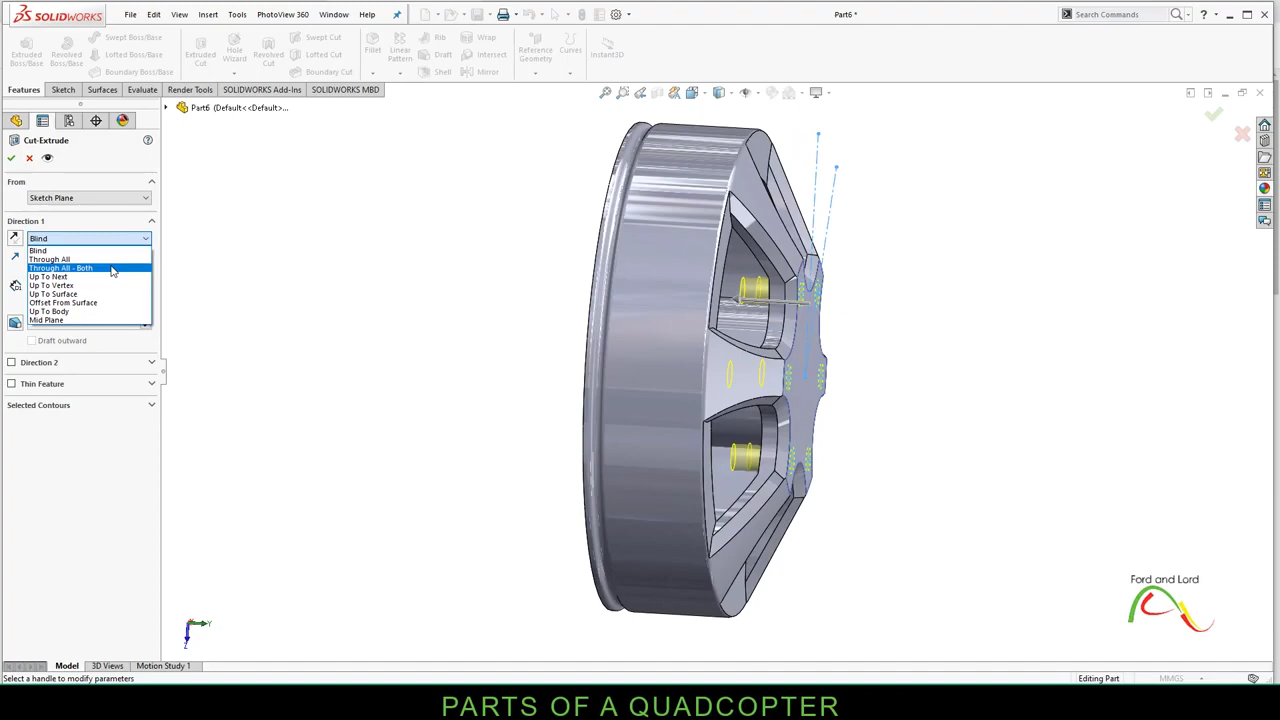 SOLIDWORKS File Edit View Insert Tools PhotoView 360 Window Help Part6 * Search Commands
Extruded Boss/Base Revolved Boss/Base Swept Boss/Base Lofted Boss/Base Boundary Boss/Base Extruded Cut Hole Wizard Revolved Cut Swept Cut Lofted Cut Boundary Cut Fillet Linear Pattern Rib Draft Shell Wrap Intersect Mirror Reference Geometry Curves Instant3D
Features Sketch Surfaces Evaluate Render Tools SOLIDWORKS Add-Ins SOLIDWORKS MBD
Part6 (Default<<Default>...
Cut-Extrude
From
Sketch Plane
Direction 1
Blind
Blind
Through All
Through All - Both
Up To Next
Up To Vertex
Up To Surface
Offset From Surface
Up To Body
Mid Plane
Draft outward
Direction 2
Thin Feature
Selected Contours
Y
Z
Ford and Lord
Model 3D Views Motion Study 1
Select a handle to modify parameters Editing Part MMGS
PARTS OF A QUADCOPTER